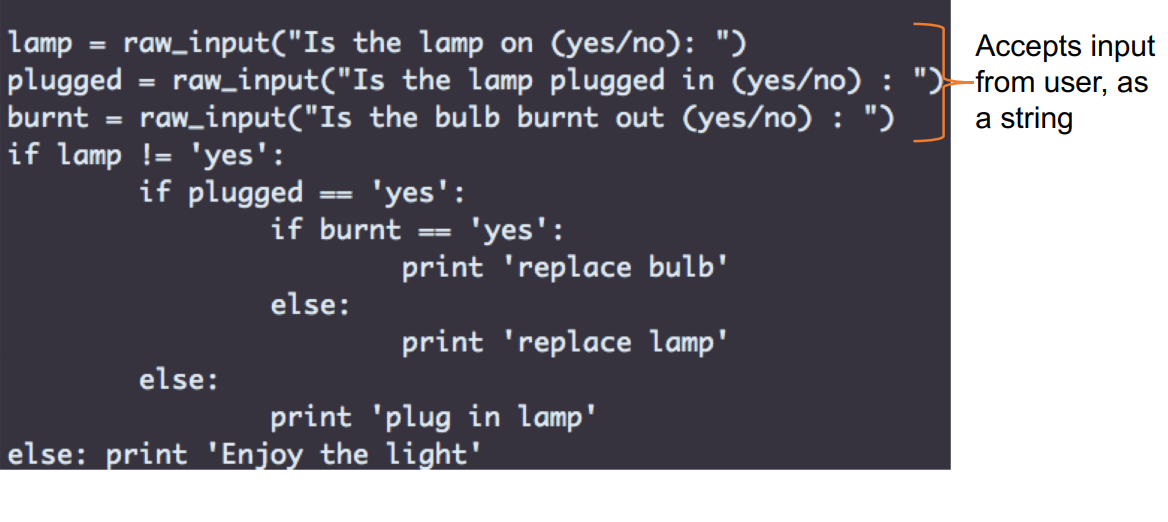 lamp = raw_input("Is the lamp on (yes/no): ")
plugged = raw_input("Is the lamp plugged in (yes/no) : ")
burnt = raw_input("Is the bulb burnt out (yes/no) : ")
if lamp != 'yes':
        if plugged == 'yes':
                if burnt == 'yes':
                        print 'replace bulb'
                else:
                        print 'replace lamp'
        else:
                print 'plug in lamp'
else: print 'Enjoy the light'
Accepts input
from user, as
a string